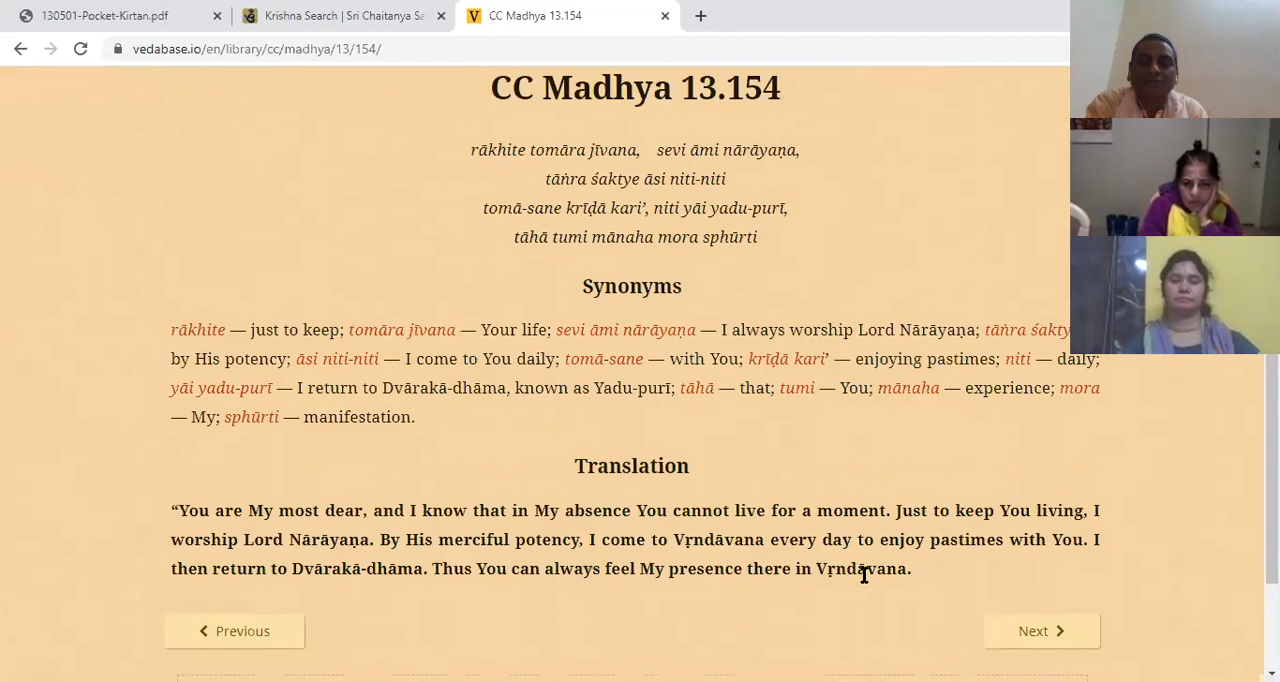 130501-Pocket-Kirtan.pdf
Krishna Search | Sri Chaitanya Sa
CC Madhya 13.154
vedabase.io/en/library/cc/madhya/13/154/
CC Madhya 13.154
rākhite tomāra jīvana, sevi āmi nārāyaṇa,
tāṅra śaktye āsi niti-niti
tomā-sane krīḍā kari’, niti yāi yadu-purī,
tāhā tumi mānaha mora sphūrti
Synonyms
rākhite — just to keep; tomāra jīvana — Your life; sevi āmi nārāyaṇa — I always worship Lord Nārāyaṇa; tāṅra śakty
by His potency; āsi niti-niti — I come to You daily; tomā-sane — with You; krīḍā kari’ — enjoying pastimes; niti — daily;
yāi yadu-purī — I return to Dvārakā-dhāma, known as Yadu-purī; tāhā — that; tumi — You; mānaha — experience; mora
— My; sphūrti — manifestation.
Translation
“You are My most dear, and I know that in My absence You cannot live for a moment. Just to keep You living, I
worship Lord Nārāyaṇa. By His merciful potency, I come to Vṛndāvana every day to enjoy pastimes with You. I
then return to Dvārakā-dhāma. Thus You can always feel My presence there in Vṛndāvana.
Previous
Next